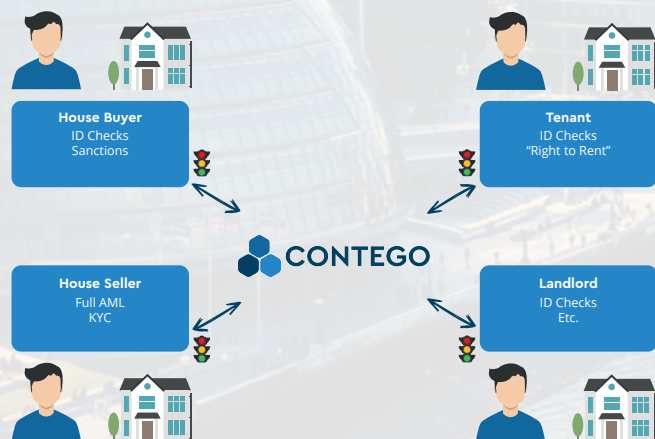 House Buyer
ID Checks
Sanctions
Tenant
ID Checks
“Right to Rent”
CONTEGO
House Seller
Full AML
KYC
Landlord
ID Checks
Etc.